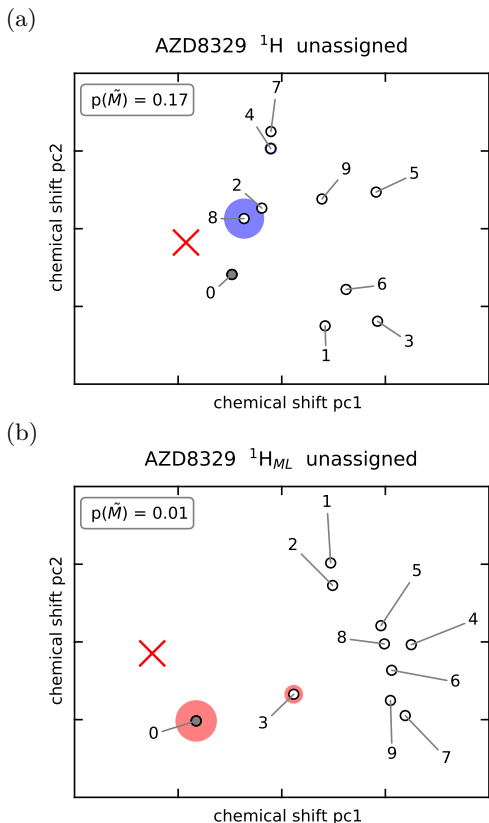 (a)
AZD8329 ¹H unassigned
p(M̃) = 0.17
7
4
9
5
2
8
0
6
1
3
chemical shift pc2
chemical shift pc1
(b)
AZD8329 ¹H_ML unassigned
p(M̃) = 0.01
1
2
5
8
4
6
3
0
9
7
chemical shift pc2
chemical shift pc1